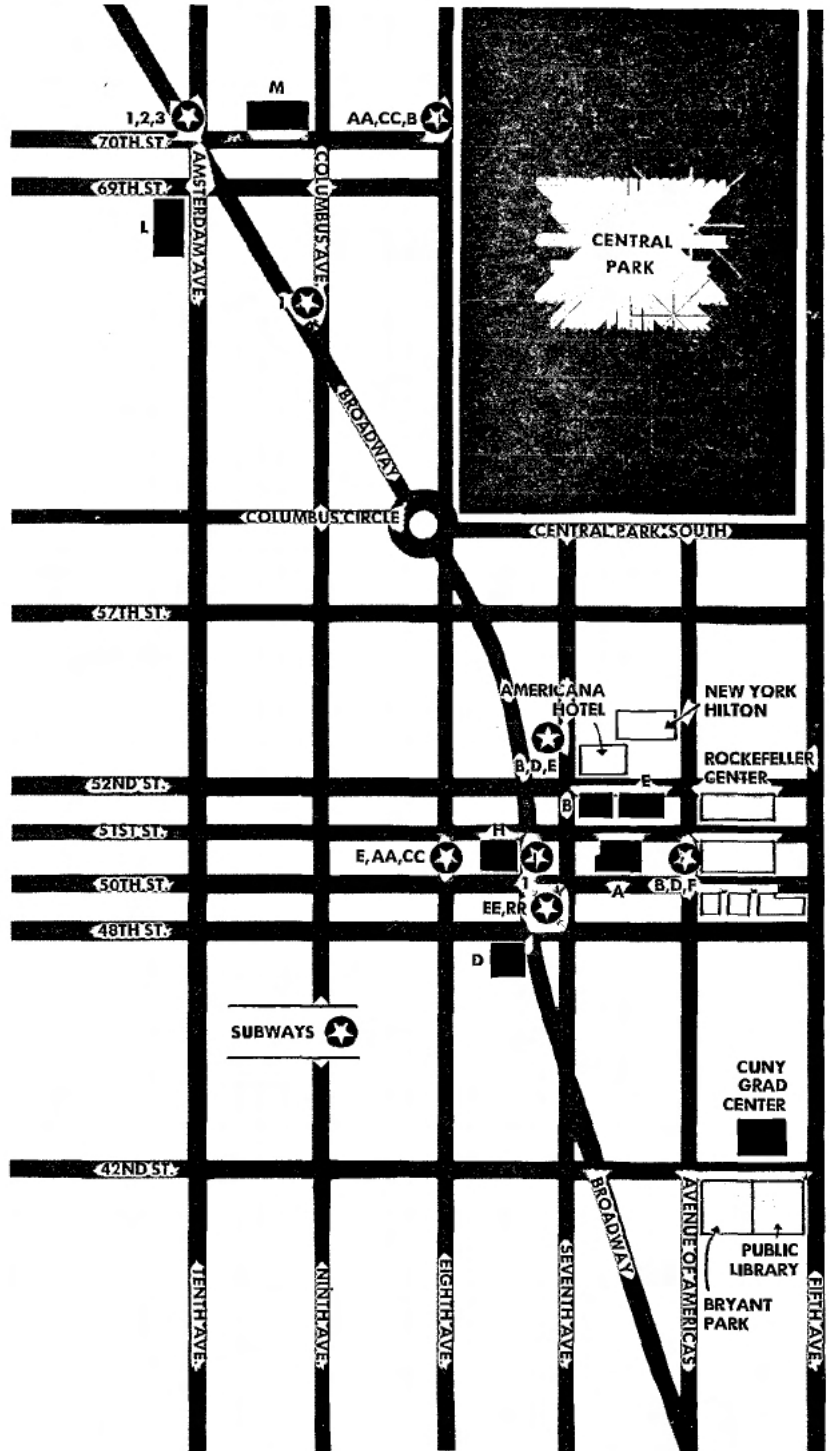 M
1,2,3
AA,CC,B
70TH ST.
69TH ST.
AMSTERDAM AVE.
COLUMBUS AVE.
L
CENTRAL
PARK
1
BROADWAY
COLUMBUS CIRCLE
CENTRAL PARK SOUTH
57TH ST.
AMERICANA
HOTEL
NEW YORK
HILTON
B,D,E
ROCKEFELLER
CENTER
52ND ST.
E
B
51ST ST.
H
E,AA,CC
50TH ST.
1
A
B,D,F
EE,RR
48TH ST.
D
SUBWAYS
CUNY
GRAD
CENTER
42ND ST.
BROADWAY
AVENUE OF AMERICAS
PUBLIC
LIBRARY
BRYANT
PARK
TENTH AVE.
NINTH AVE.
EIGHTH AVE.
SEVENTH AVE.
FIFTH AVE.